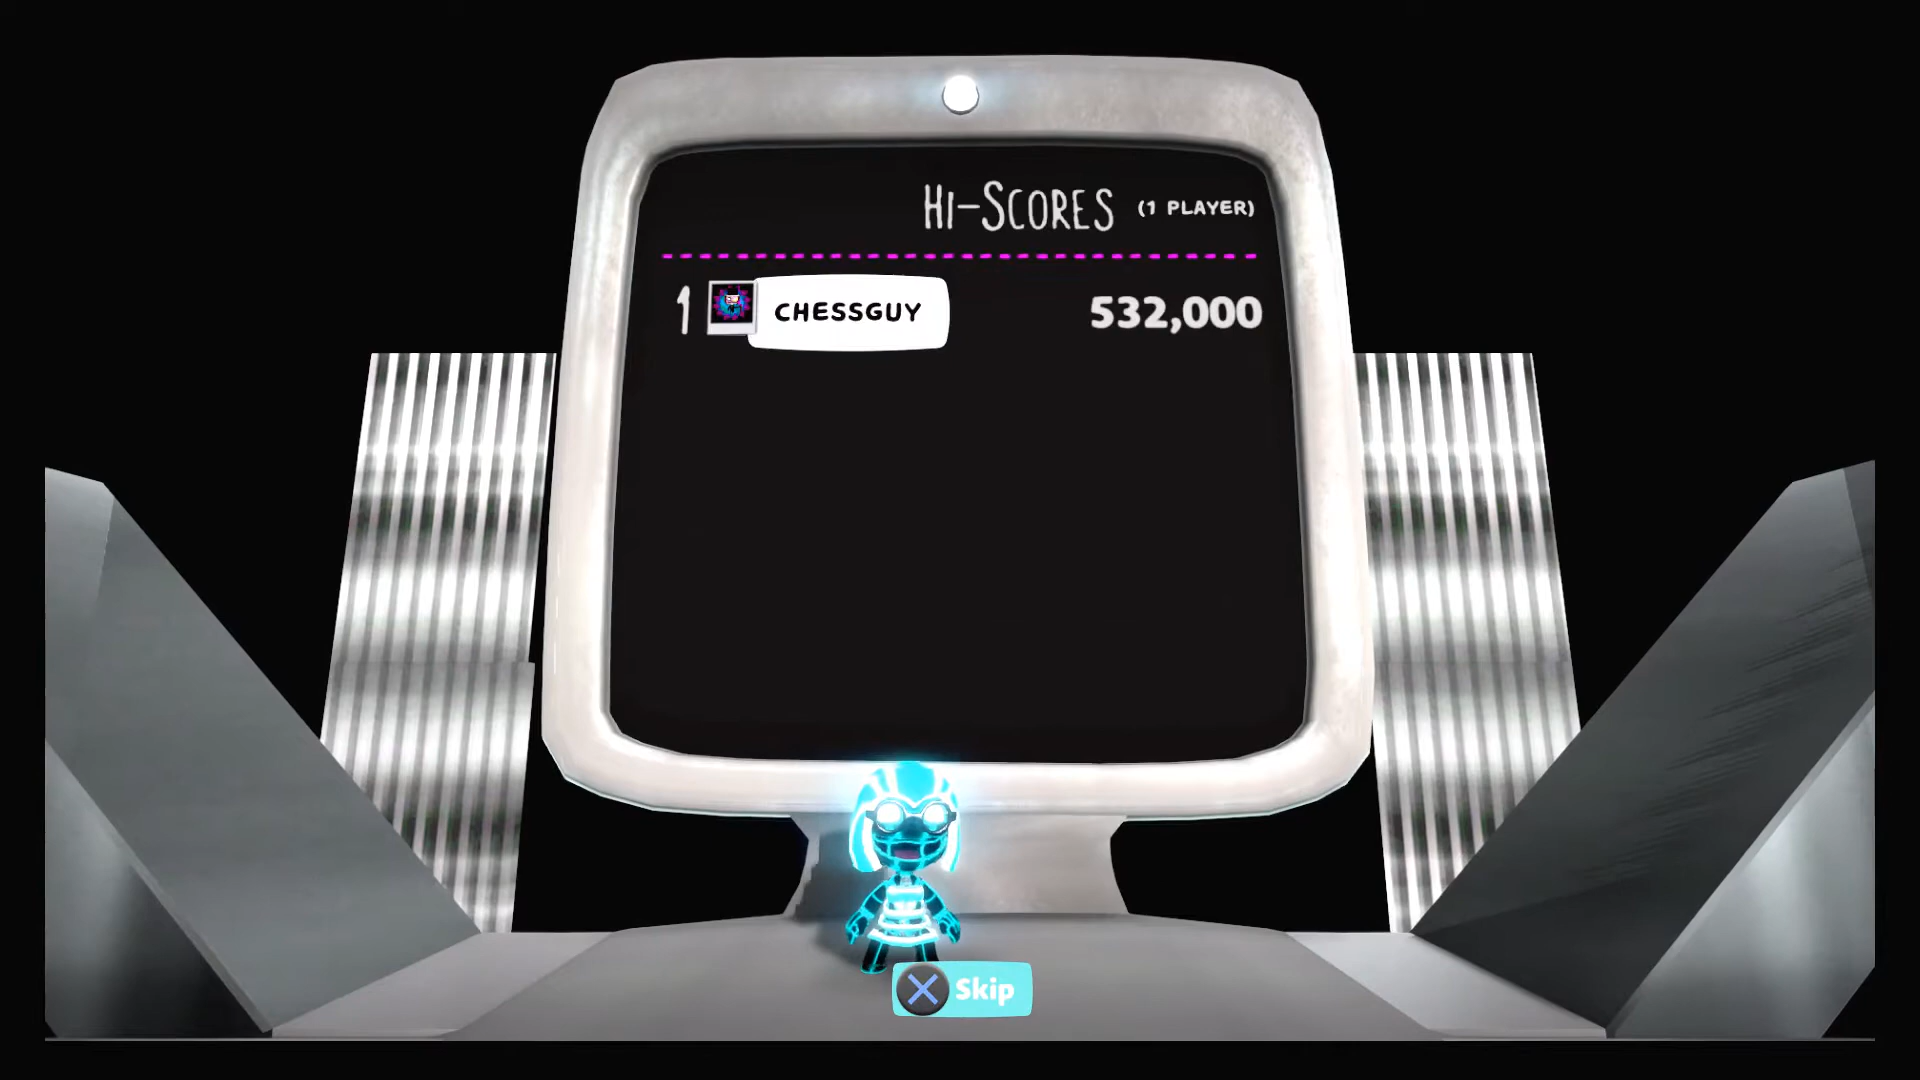 HI-SCORES (1 PLAYER)
1 CHESSGUY 532,000
Skip